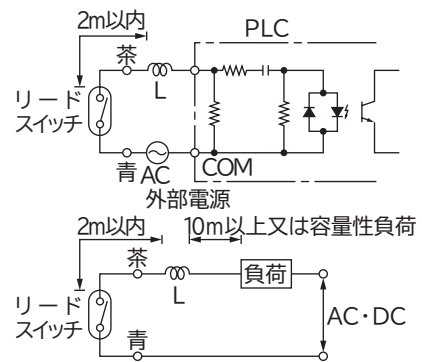 2m以内
PLC
茶
L
リード
スイッチ
青
AC
COM
外部電源
2m以内
10m以上又は容量性負荷
茶
負荷
L
リード
スイッチ
AC・DC
青